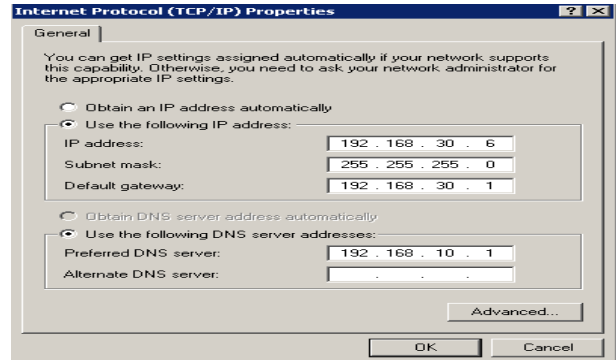 Internet Protocol (TCP/IP) Properties
General
You can get IP settings assigned automatically if your network supports
this capability. Otherwise, you need to ask your network administrator for
the appropriate IP settings.
Obtain an IP address automatically
Use the following IP address:
IP address: 192 . 168 . 30 . 6
Subnet mask: 255 . 255 . 255 . 0
Default gateway: 192 . 168 . 30 . 1
Obtain DNS server address automatically
Use the following DNS server addresses:
Preferred DNS server: 192 . 168 . 10 . 1
Alternate DNS server: . . .
Advanced...
OK Cancel